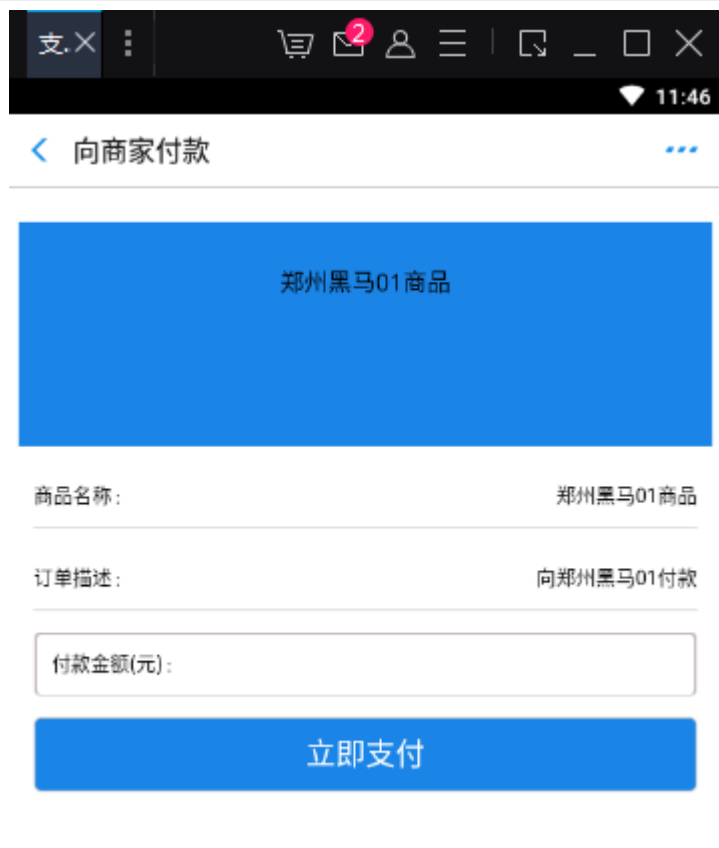 支.
2
11:46
向商家付款
郑州黑马01商品
商品名称：
郑州黑马01商品
订单描述：
向郑州黑马01付款
付款金额(元)：
立即支付